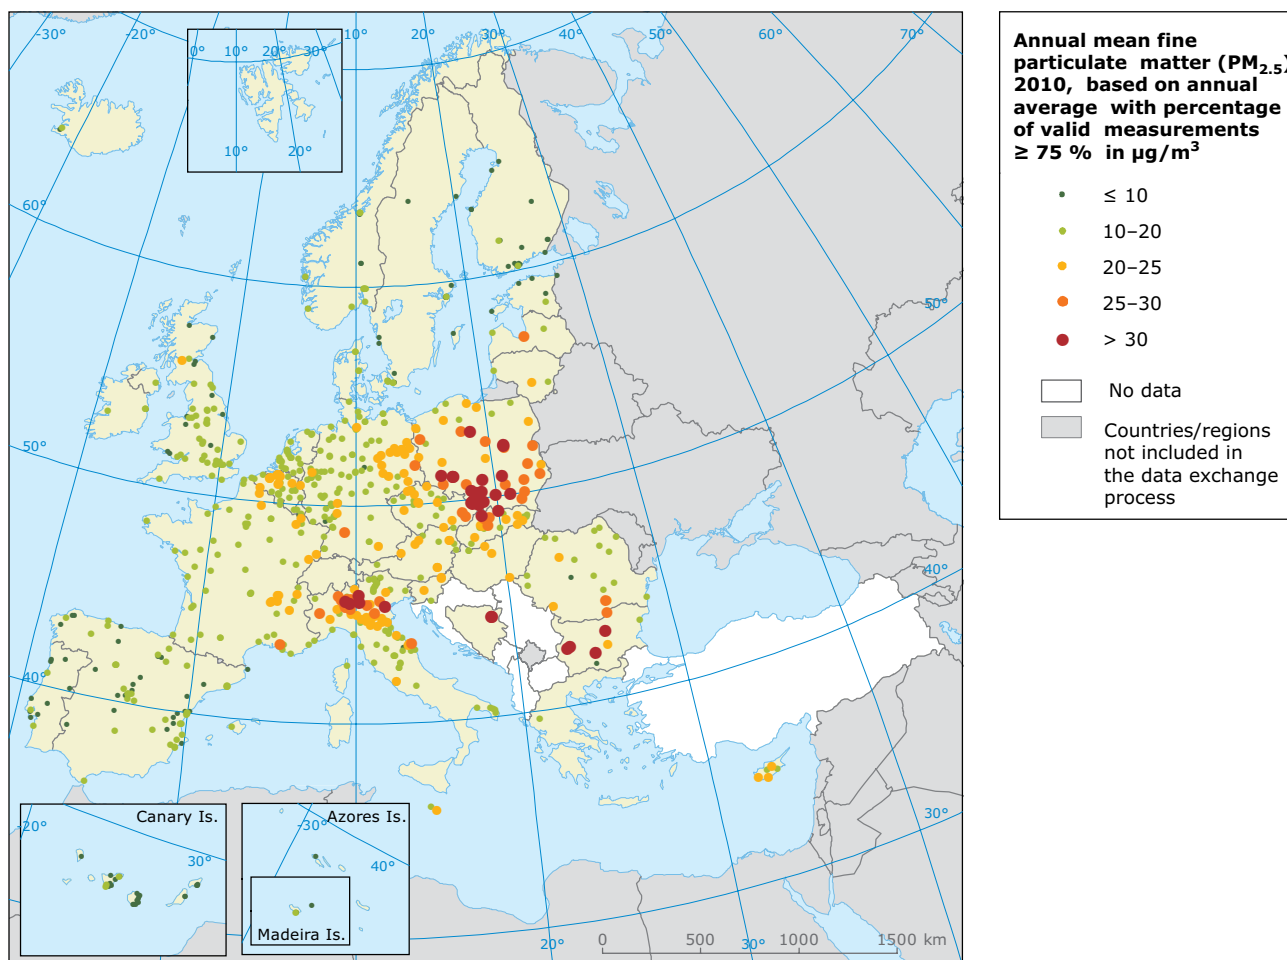 -30°
-20°
0°
10°
20°
30°
10°
20°
30°
40°
50°
60°
70°
10°
20°
60°
50°
50°
40°
40°
30°
20°
30°
Canary Is.
-20°
30°
Azores Is.
-30°
40°
Madeira Is.
0
500
1000
1500 km
Annual mean fine
particulate matter (PM2.5)
2010, based on annual
average with percentage
of valid measurements
≥ 75 % in µg/m³
≤ 10
10–20
20–25
25–30
> 30
No data
Countries/regions
not included in
the data exchange
process